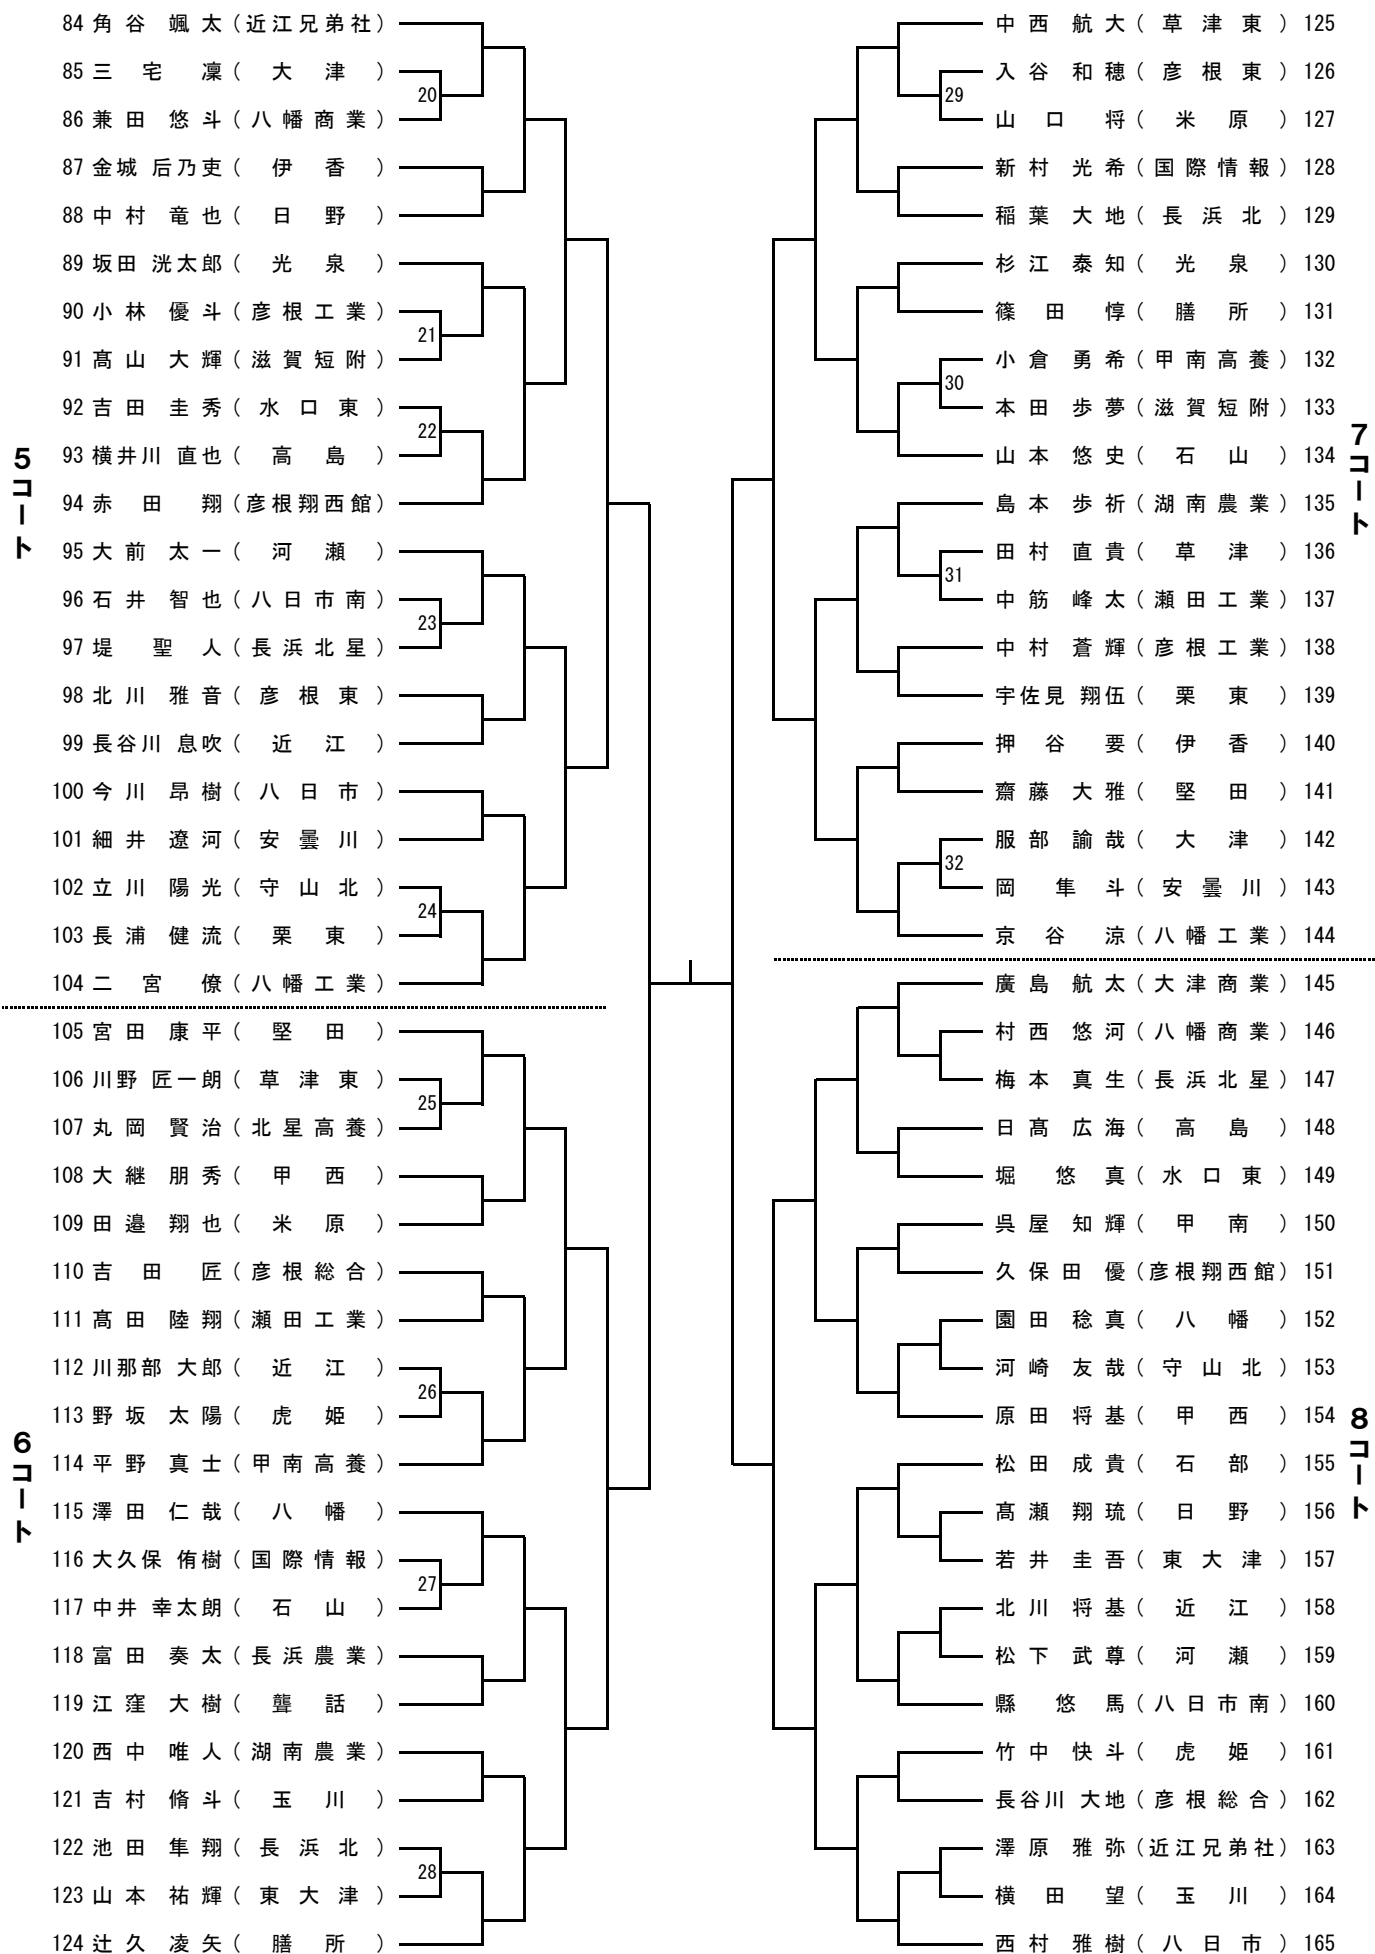 84 角谷 颯太 (近江兄弟社)
85 三宅 凜 (大津)
20
86 兼田 悠斗 (八幡商業)
87 金城 后乃吏 (伊香)
88 中村 竜也 (日野)
89 坂田 洸太郎 (光泉)
90 小林 優斗 (彦根工業)
21
91 髙山 大輝 (滋賀短附)
92 吉田 圭秀 (水口東)
22
93 横井川 直也 (高島)
94 赤田 翔 (彦根翔西館)
5コート
95 大前 太一 (河瀬)
96 石井 智也 (八日市南)
23
97 堤 聖人 (長浜北星)
98 北川 雅音 (彦根東)
99 長谷川 息吹 (近江)
100 今川 昂樹 (八日市)
101 細井 遼河 (安曇川)
102 立川 陽光 (守山北)
24
103 長浦 健流 (栗東)
104 二宮 僚 (八幡工業)
105 宮田 康平 (堅田)
106 川野 匠一朗 (草津東)
25
107 丸岡 賢治 (北星高養)
108 大継 朋秀 (甲西)
109 田邉 翔也 (米原)
110 吉田 匠 (彦根総合)
111 髙田 陸翔 (瀬田工業)
112 川那部 大郎 (近江)
26
113 野坂 太陽 (虎姫)
114 平野 真士 (甲南高養)
6コート
115 澤田 仁哉 (八幡)
116 大久保 侑樹 (国際情報)
27
117 中井 幸太朗 (石山)
118 富田 奏太 (長浜農業)
119 江窪 大樹 (聾話)
120 西中 唯人 (湖南農業)
121 吉村 脩斗 (玉川)
122 池田 隼翔 (長浜北)
28
123 山本 祐輝 (東大津)
124 辻 久凌矢 (膳所)
中西 航大 (草津東) 125
入谷 和穂 (彦根東) 126
29
山口 将 (米原) 127
新村 光希 (国際情報) 128
稲葉 大地 (長浜北) 129
杉江 泰知 (光泉) 130
篠田 惇 (膳所) 131
小倉 勇希 (甲南高養) 132
30
本田 歩夢 (滋賀短附) 133
山本 悠史 (石山) 134
7コート
島本 歩祈 (湖南農業) 135
田村 直貴 (草津) 136
31
中筋 峰太 (瀬田工業) 137
中村 蒼輝 (彦根工業) 138
宇佐見 翔伍 (栗東) 139
押谷 要 (伊香) 140
齋藤 大雅 (堅田) 141
服部 諭哉 (大津) 142
32
岡 隼斗 (安曇川) 143
京谷 涼 (八幡工業) 144
廣島 航太 (大津商業) 145
村西 悠河 (八幡商業) 146
梅本 真生 (長浜北星) 147
日髙 広海 (高島) 148
堀 悠真 (水口東) 149
呉屋 知輝 (甲南) 150
久保田 優 (彦根翔西館) 151
園田 稔真 (八幡) 152
河崎 友哉 (守山北) 153
原田 将基 (甲西) 154
8コート
松田 成貴 (石部) 155
髙瀬 翔琉 (日野) 156
若井 圭吾 (東大津) 157
北川 将基 (近江) 158
松下 武尊 (河瀬) 159
縣 悠馬 (八日市南) 160
竹中 快斗 (虎姫) 161
長谷川 大地 (彦根総合) 162
澤原 雅弥 (近江兄弟社) 163
横田 望 (玉川) 164
西村 雅樹 (八日市) 165